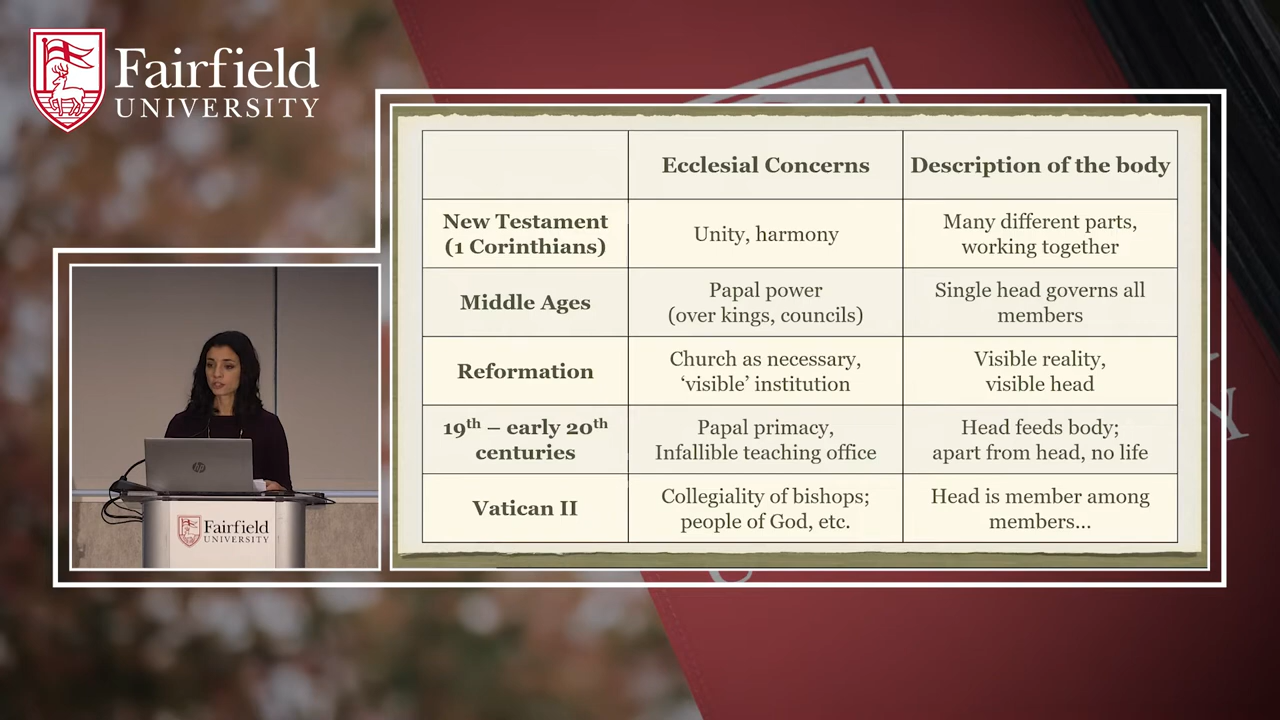 Fairfield
UNIVERSITY
Ecclesial Concerns
Description of the body
New Testament
(1 Corinthians)
Unity, harmony
Many different parts,
working together
Middle Ages
Papal power
(over kings, councils)
Single head governs all
members
Reformation
Church as necessary,
‘visible’ institution
Visible reality,
visible head
19th – early 20th
centuries
Papal primacy,
Infallible teaching office
Head feeds body;
apart from head, no life
Vatican II
Collegiality of bishops;
people of God, etc.
Head is member among
members...
Fairfield
UNIVERSITY